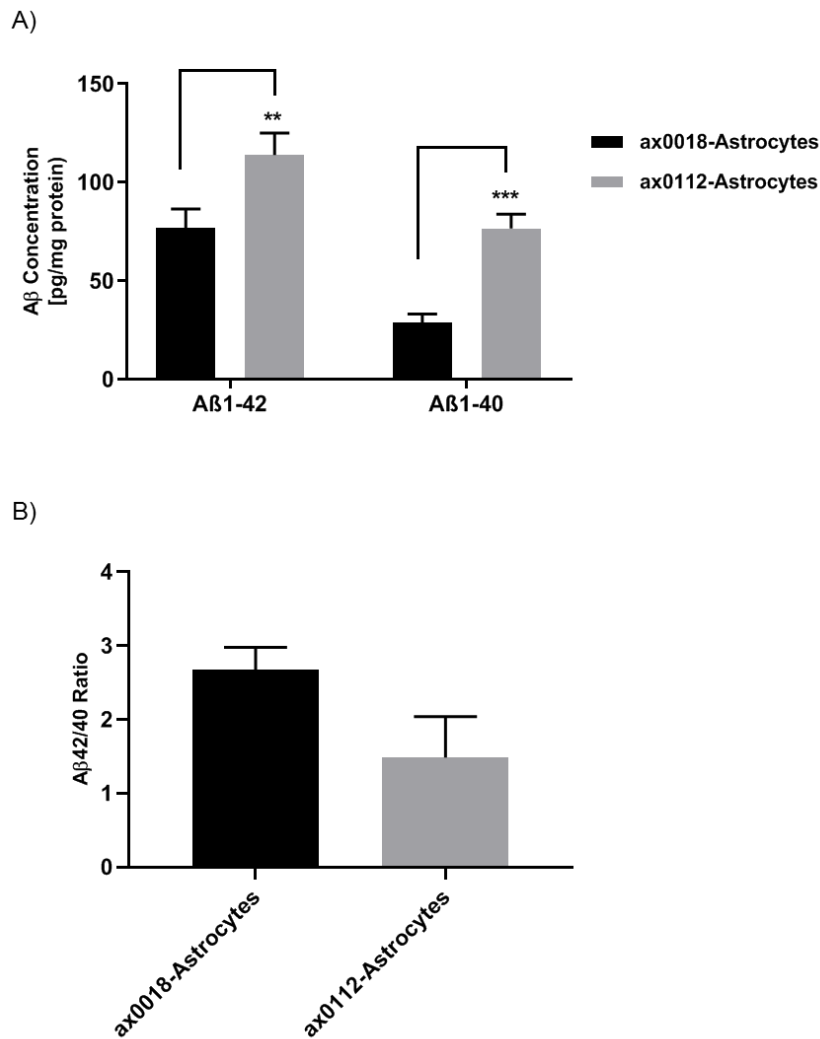 A)
150
100
50
0
Aβ Concentration
[pg/mg protein)
**
***
Aß1-42
Aß1-40
ax0018-Astrocytes
ax0112-Astrocytes
B)
4
3
2
1
0
Aβ42/40 Ratio
ax0018-Astrocytes
ax0112-Astrocytes